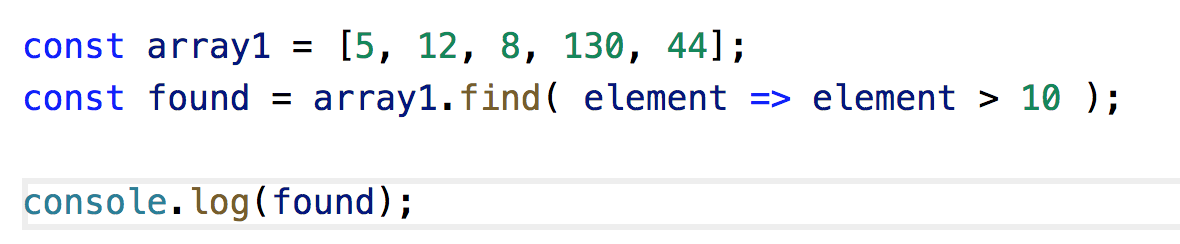 const array1 = [5, 12, 8, 130, 44];
const found = array1.find( element => element > 10 );
console.log(found);